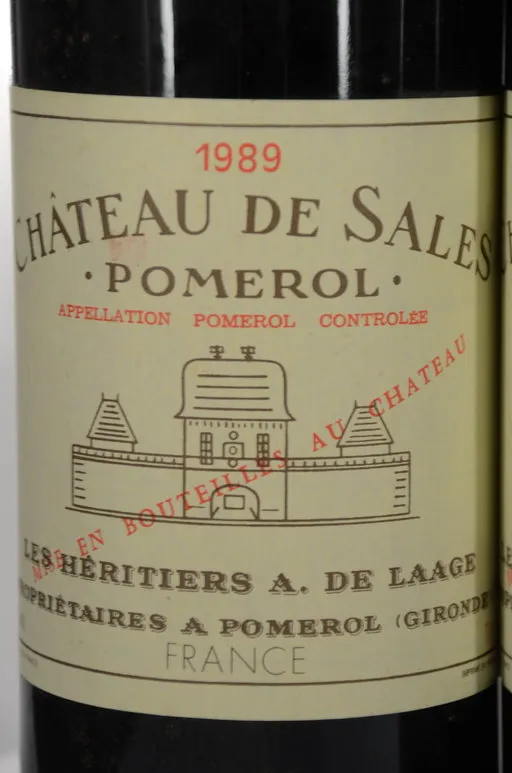 1989
CHÂTEAU DE SALES
· POMEROL ·
APPELLATION POMEROL CONTROLÉE
MISE EN BOUTEILLES AU CHATEAU
LES HÉRITIERS A. DE LAAGE
PROPRIÉTAIRES A POMEROL (GIRONDE
FRANCE